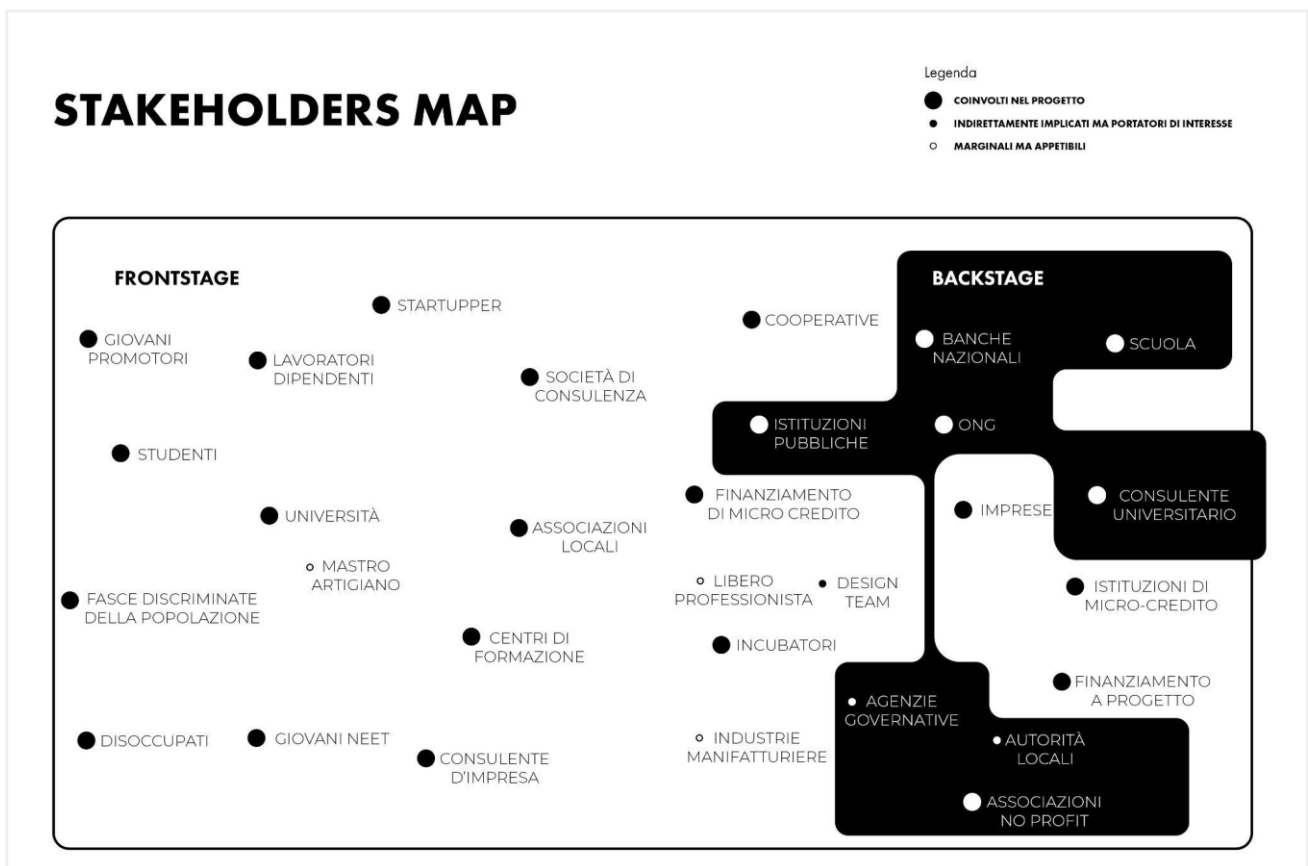 STAKEHOLDERS MAP
Legenda
COINVOLTI NEL PROGETTO
INDIRETTAMENTE IMPLICATI MA PORTATORI DI INTERESSE
MARGINALI MA APPETIBILI
FRONTSTAGE
STARTUPPER
GIOVANI
PROMOTORI
LAVORATORI
DIPENDENTI
SOCIETÀ DI
CONSULENZA
STUDENTI
UNIVERSITÀ
ASSOCIAZIONI
LOCALI
MASTRO
ARTIGIANO
FASCE DISCRIMINATE
DELLA POPOLAZIONE
CENTRI DI
FORMAZIONE
DISOCCUPATI
GIOVANI NEET
CONSULENTE
D'IMPRESA
COOPERATIVE
ISTITUZIONI
PUBBLICHE
FINANZIAMENTO
DI MICRO CREDITO
LIBERO
PROFESSIONISTA
DESIGN
TEAM
INCUBATORI
INDUSTRIE
MANIFATTURIERE
BACKSTAGE
BANCHE
NAZIONALI
SCUOLA
ONG
IMPRESE
CONSULENTE
UNIVERSITARIO
ISTITUZIONI DI
MICRO-CREDITO
FINANZIAMENTO
A PROGETTO
AGENZIE
GOVERNATIVE
AUTORITÀ
LOCALI
ASSOCIAZIONI
NO PROFIT